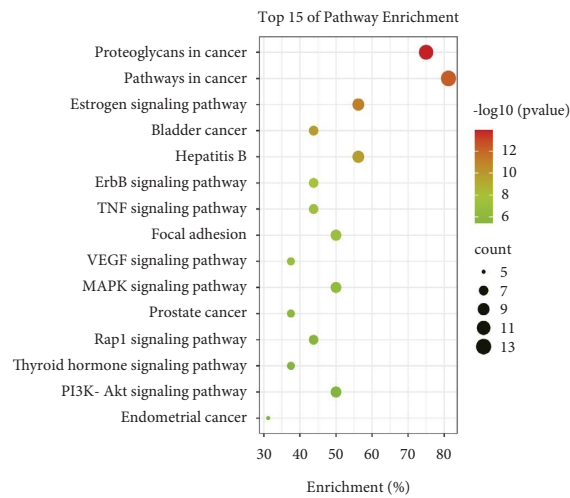 Top 15 of Pathway Enrichment
Proteoglycans in cancer
Pathways in cancer
Estrogen signaling pathway
Bladder cancer
Hepatitis B
ErbB signaling pathway
TNF signaling pathway
Focal adhesion
VEGF signaling pathway
MAPK signaling pathway
Prostate cancer
Rap1 signaling pathway
Thyroid hormone signaling pathway
PI3K- Akt signaling pathway
Endometrial cancer
30 40 50 60 70 80
Enrichment (%)
-log10 (pvalue)
12
10
8
6
count
5
7
9
11
13